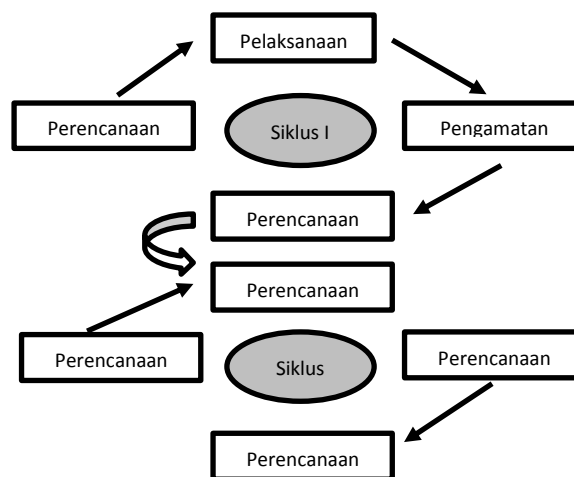 Pelaksanaan
Perencanaan
Siklus I
Pengamatan
Perencanaan
Perencanaan
Perencanaan
Siklus
Perencanaan
Perencanaan